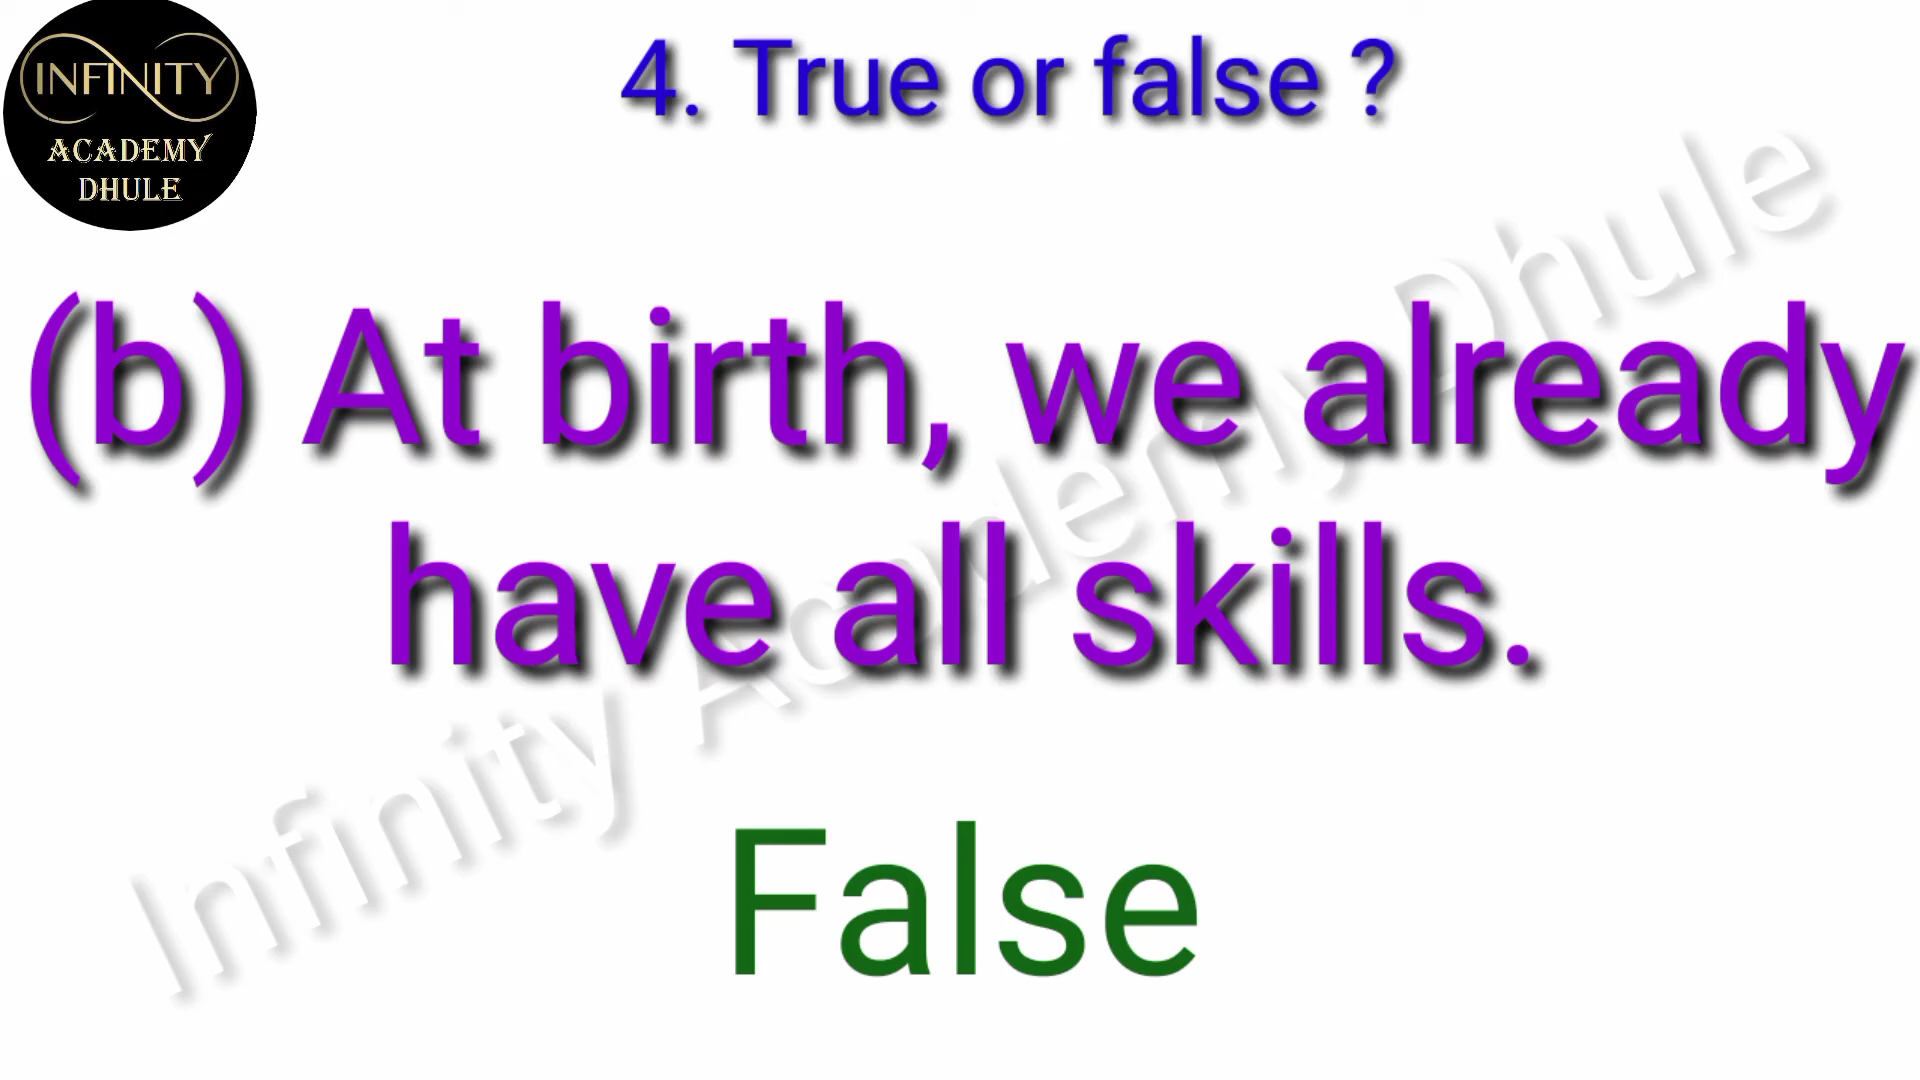 INFINITY
ACADEMY
DHULE
4. True or false ?
(b) At birth, we already
have all skills.
False
Infinity Academy Dhule